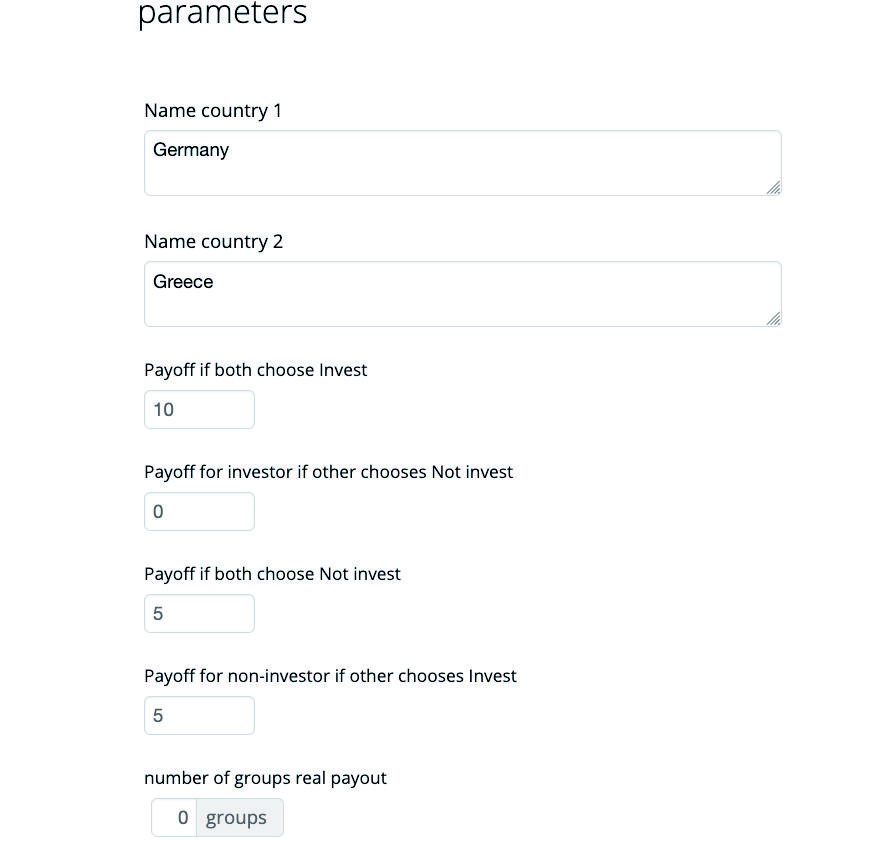 parameters
Name country 1
Germany
Name country 2
Greece
Payoff if both choose Invest
10
Payoff for investor if other chooses Not invest
0
Payoff if both choose Not invest
5
Payoff for non-investor if other chooses Invest
5
number of groups real payout
0 groups